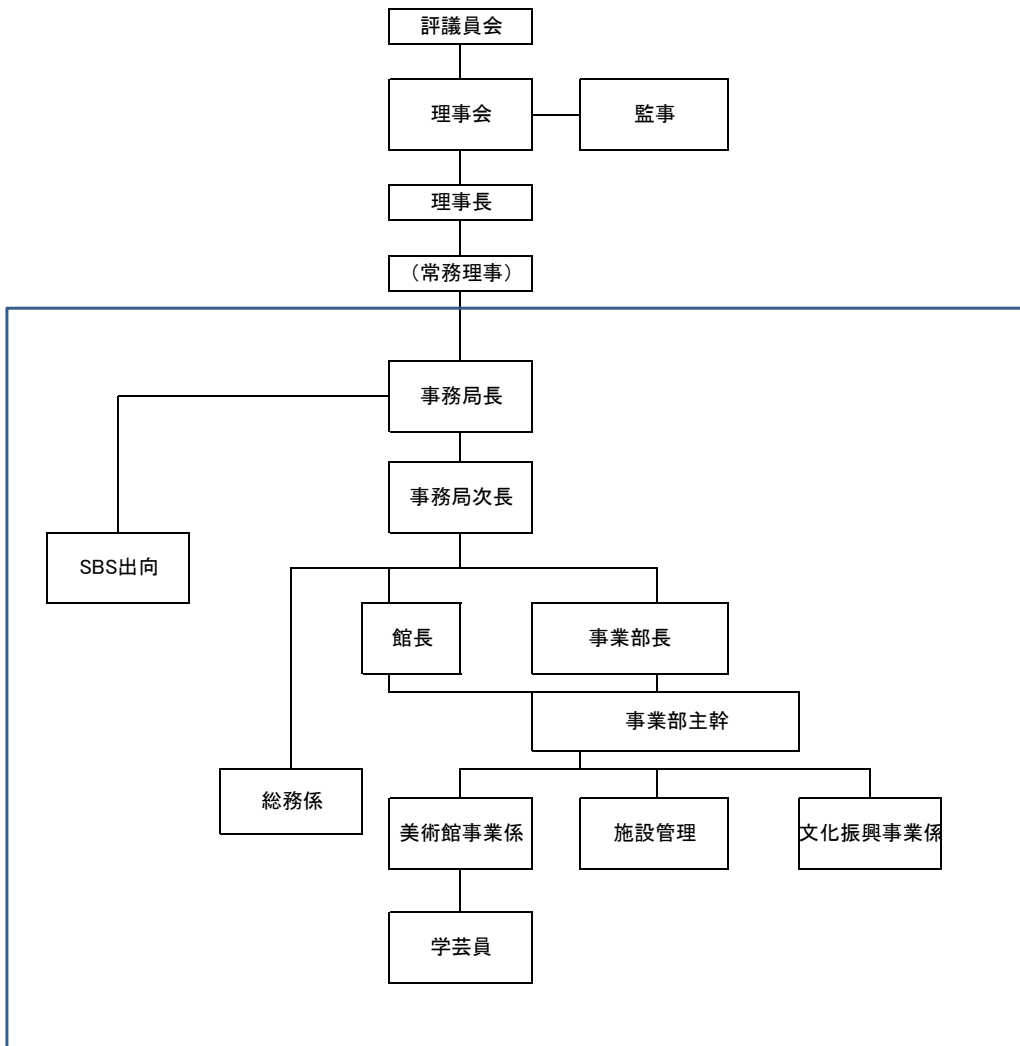 評議員会
理事会
監事
理事長
（常務理事）
事務局長
事務局次長
SBS出向
館長
事業部長
事業部主幹
総務係
美術館事業係
施設管理
文化振興事業係
学芸員